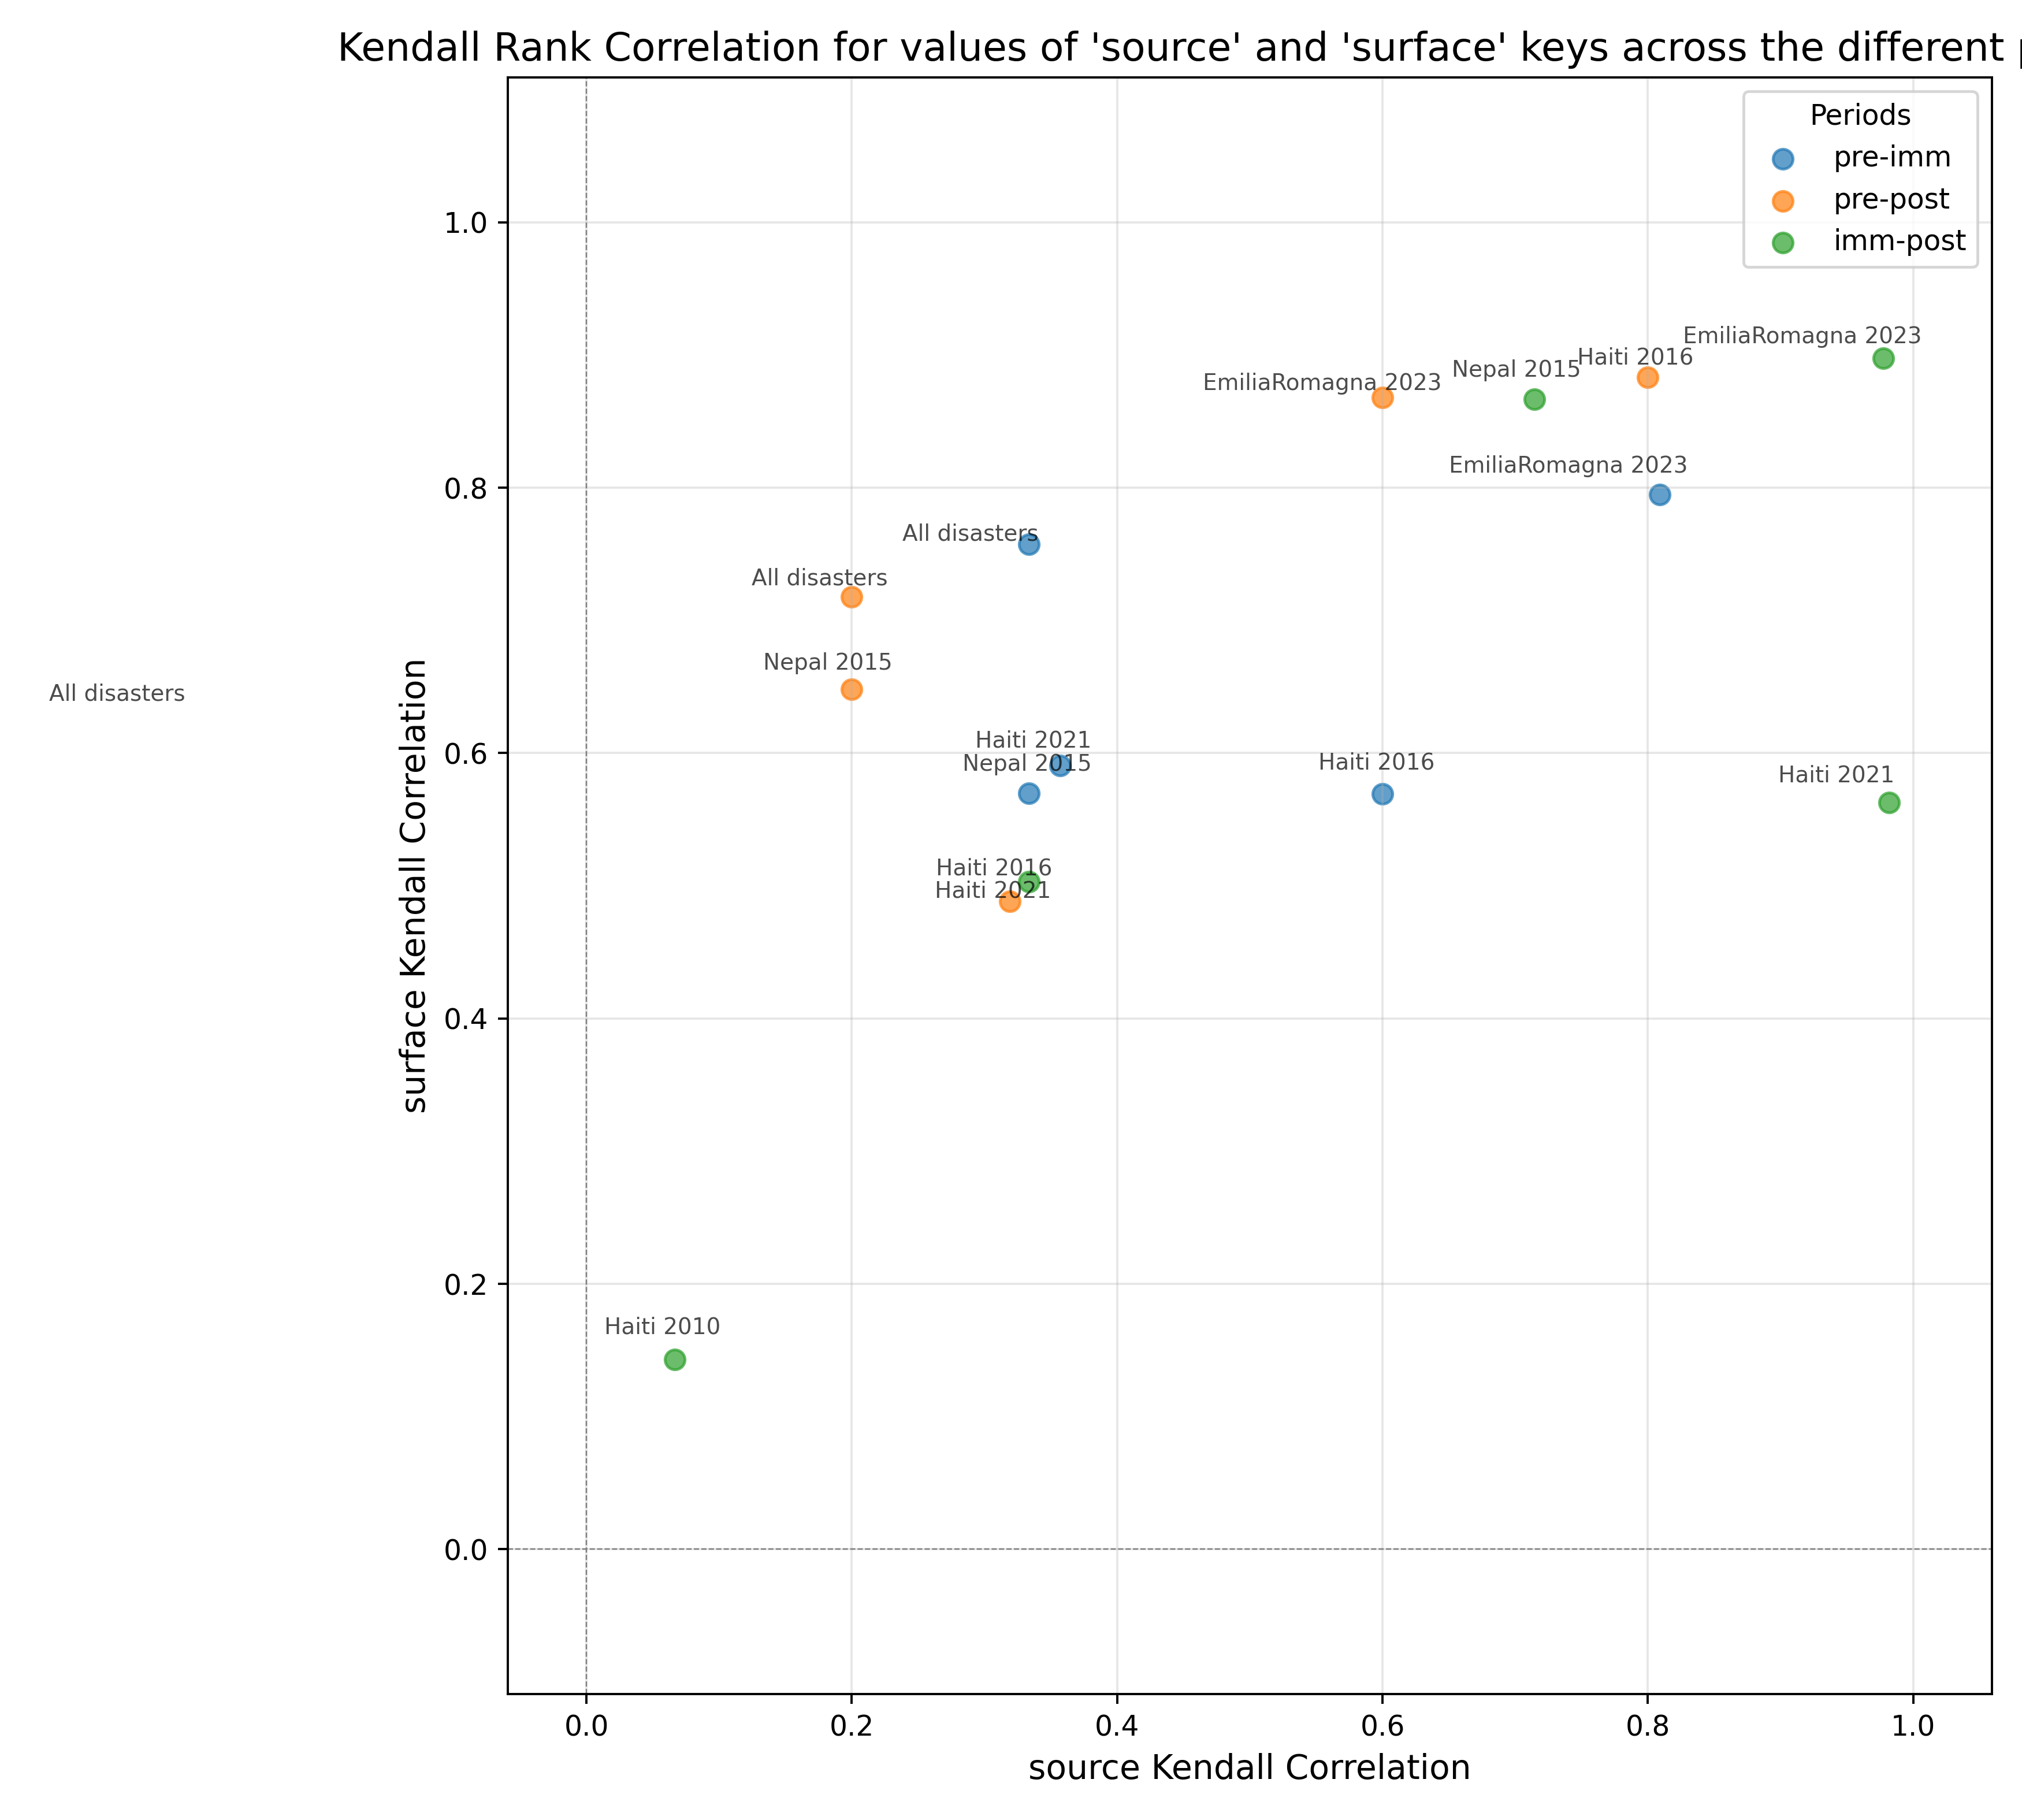 Kendall Rank Correlation for values of 'source' and 'surface' keys across the different
Periods
pre-imm
pre-post
imm-post
1.0
0.8
0.6
0.4
0.2
0.0
surface Kendall Correlation
EmiliaRomagna 2023
Haiti 2016
Nepal 2015
EmiliaRomagna 2023
EmiliaRomagna 2023
All disasters
All disasters
Nepal 2015
All disasters
Haiti 2021
Nepal 2015
Haiti 2016
Haiti 2021
Haiti 2016
Haiti 2021
Haiti 2010
0.0 0.2 0.4 0.6 0.8 1.0
source Kendall Correlation